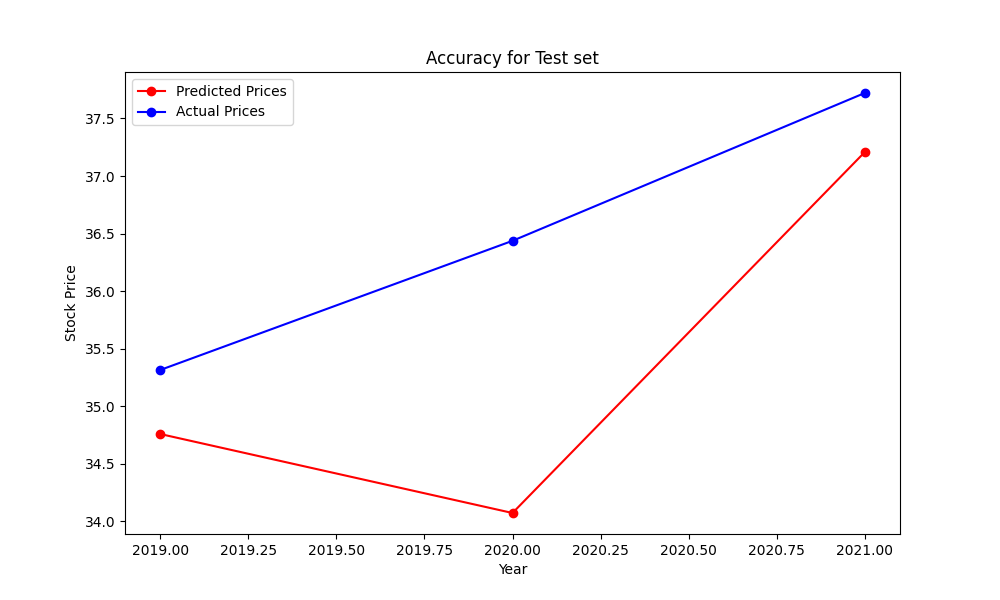 Accuracy for Test set
Predicted Prices
Actual Prices
37.5
37.0
36.5
36.0
35.5
35.0
34.5
34.0
Stock Price
2019.00 2019.25 2019.50 2019.75 2020.00 2020.25 2020.50 2020.75 2021.00
Year